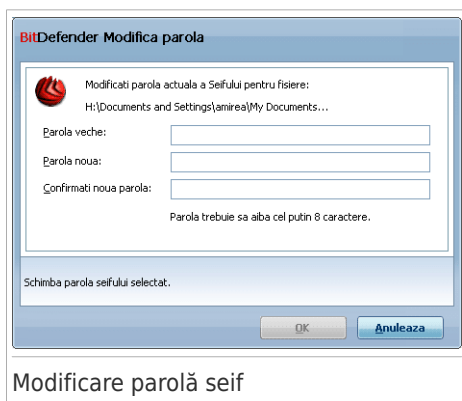 BitDefender Modifica parola
Modificati parola actuala a Seifului pentru fisiere:
H:\Documents and Settings\amirea\My Documents...
Parola veche:
Parola noua:
Confirmati noua parola:
Parola trebuie sa aiba cel putin 8 caractere.
Schimba parola seifului selectat.
OK
Anuleaza
Modificare parolă seif